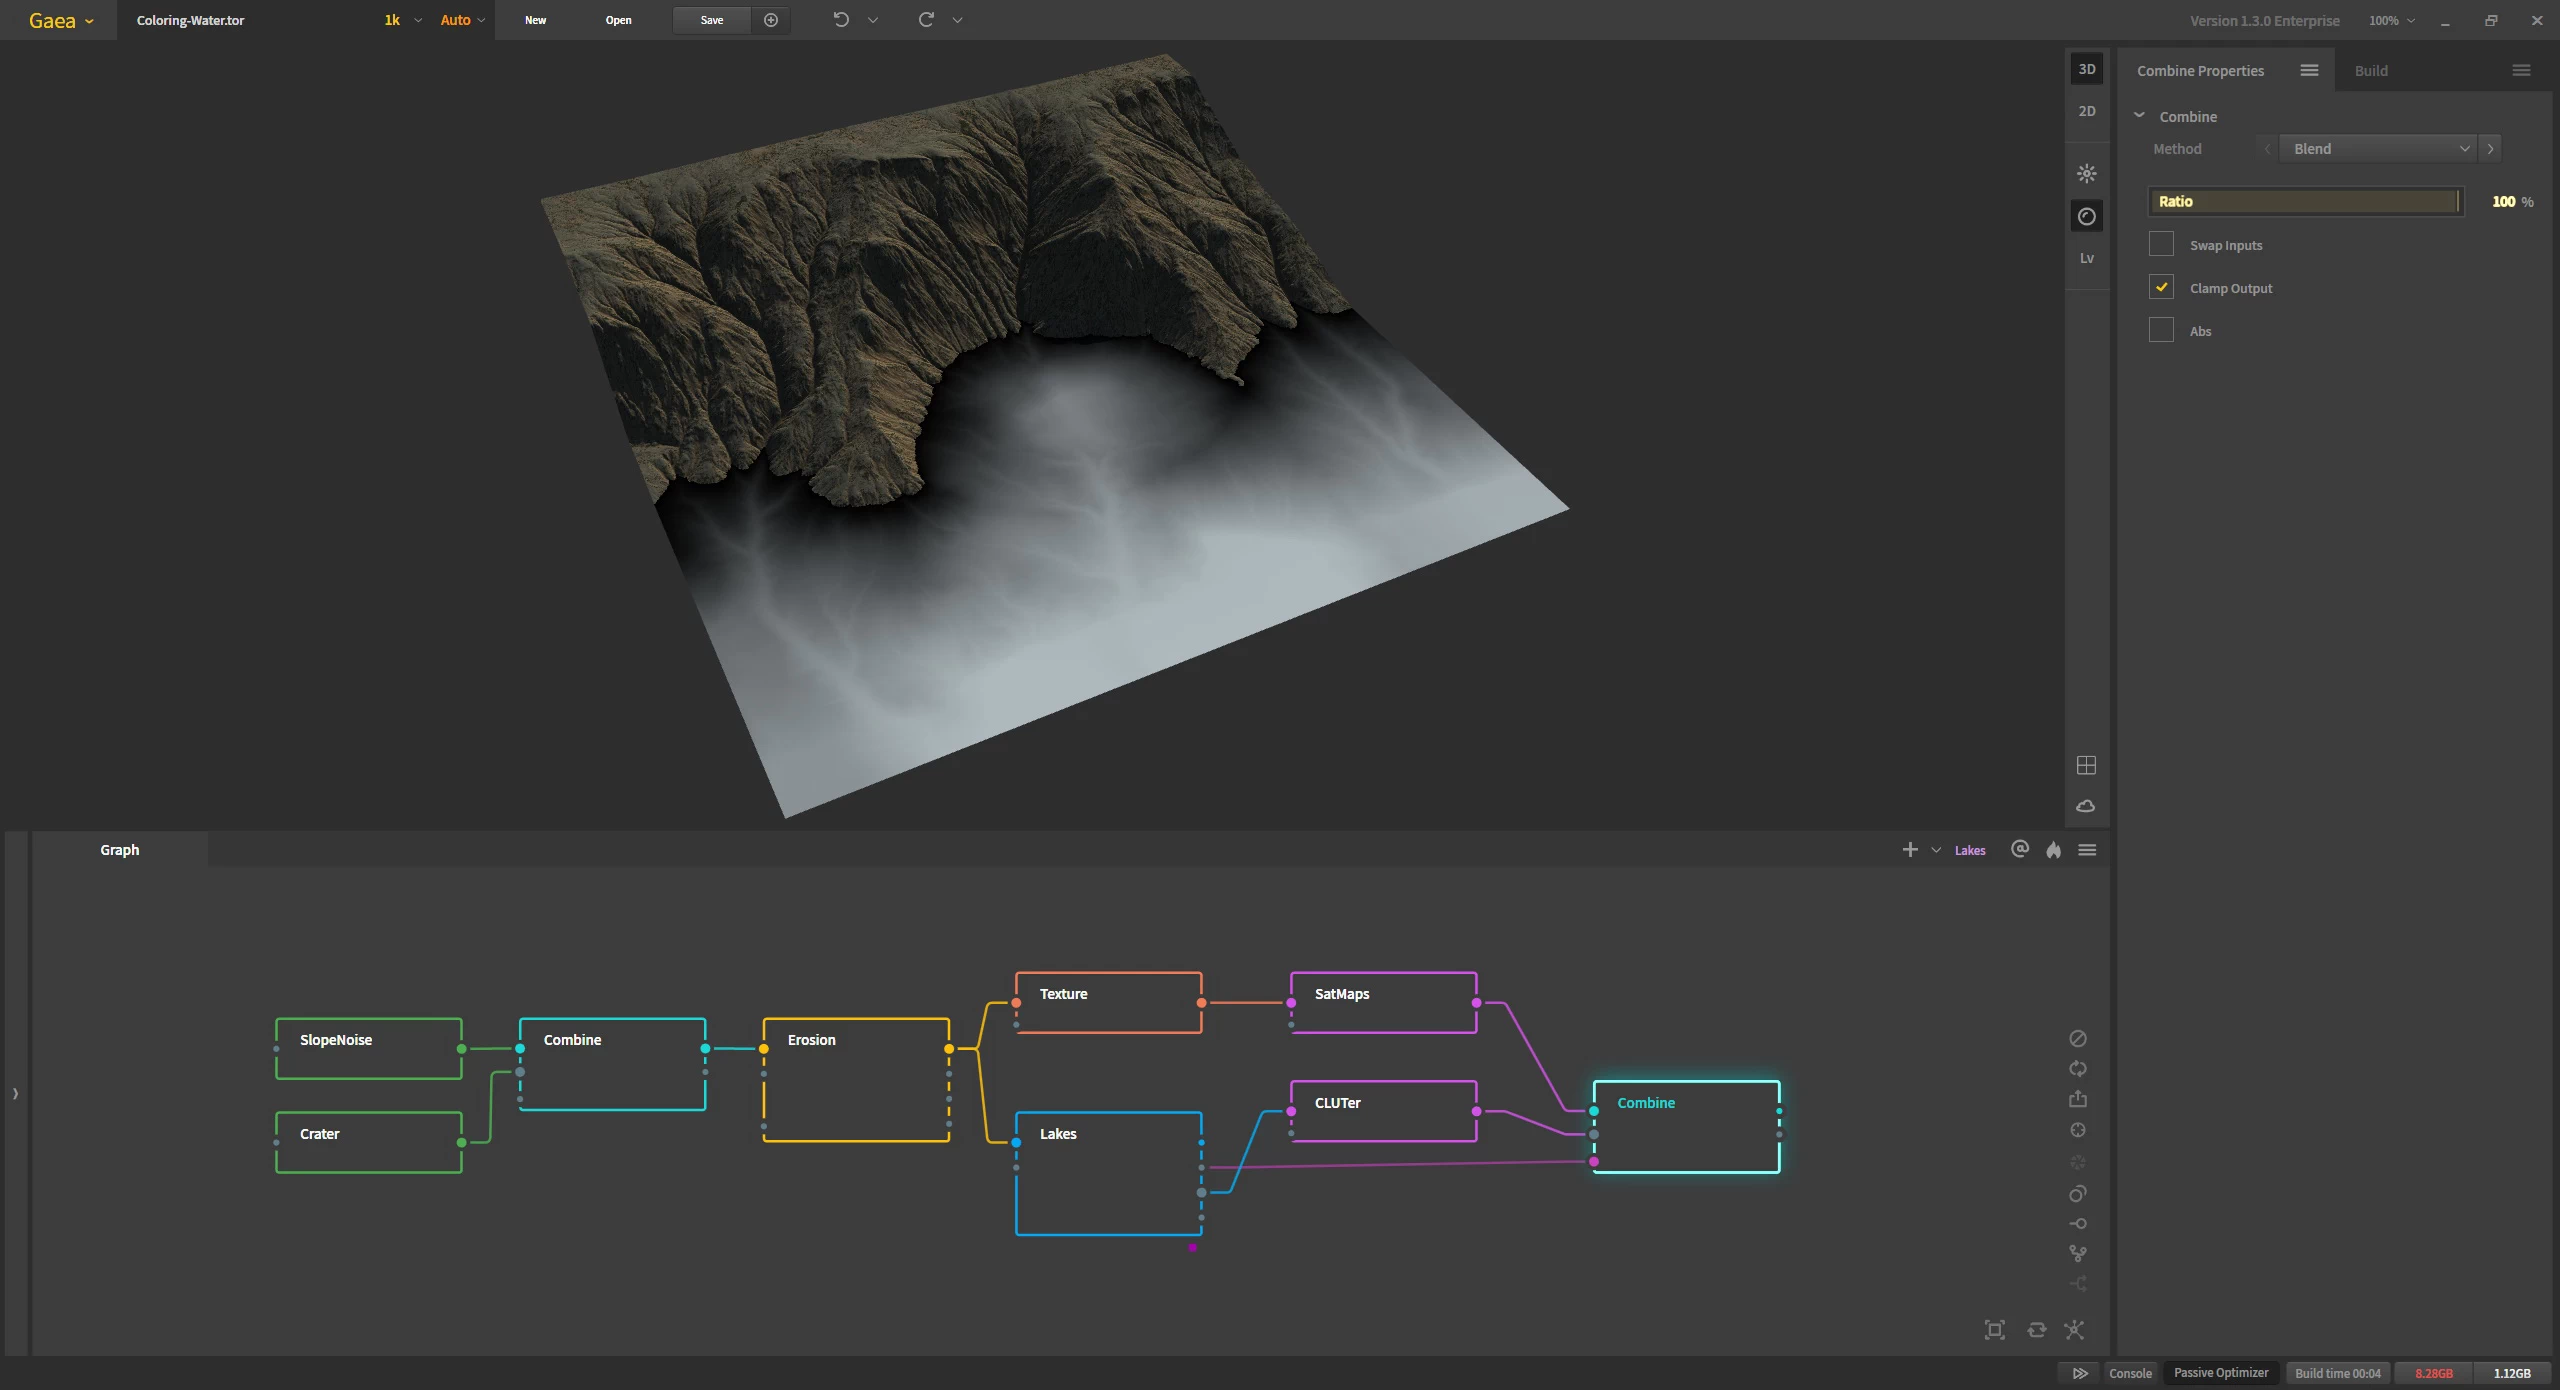 Gaea
Coloring-Water.tor
1k
Auto
New
Open
Save
Version 1.3.0 Enterprise
100%
3D
2D
Lv
Combine Properties
Build
Combine
Method
Blend
Ratio
100 %
Swap Inputs
Clamp Output
Abs
Graph
Lakes
SlopeNoise
Crater
Combine
Erosion
Texture
Lakes
SatMaps
CLUTer
Combine
Console
Passive Optimizer
Build time 00:04
8.28GB
1.12GB